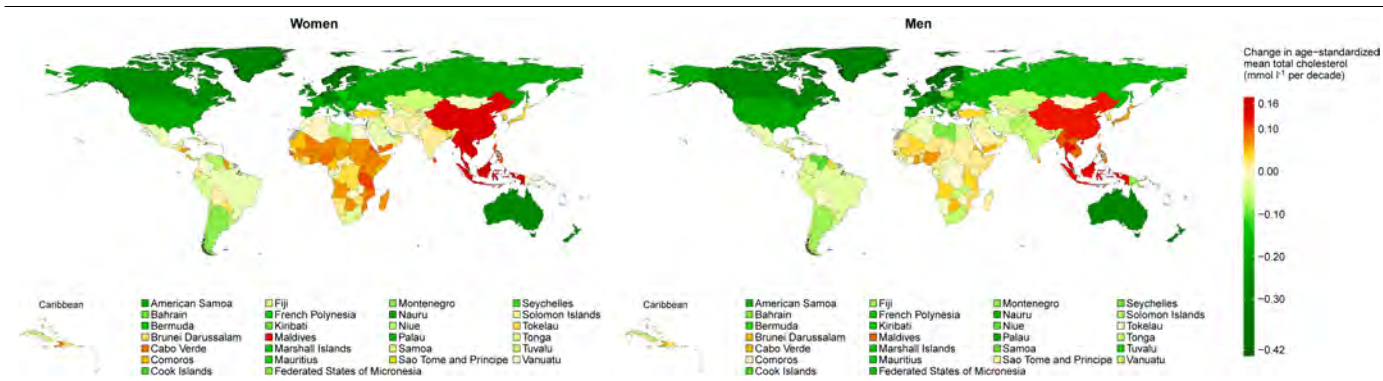 Women
Men
Change in age-standardized
mean total cholesterol
(mmol l⁻¹ per decade)
0.16
0.10
0.00
−0.10
−0.30
−0.42
Caribbean
American Samoa
Bahrain
Bermuda
Brunei Darussalam
Cabo Verde
Comoros
Cook Islands
Fiji
French Polynesia
Kiribati
Maldives
Marshall Islands
Mauritius
Federated States of Micronesia
Montenegro
Nauru
Niue
Palau
Samoa
Sao Tome and Principe
Seychelles
Solomon Islands
Tokelau
Tonga
Tuvalu
Vanuatu
Caribbean
American Samoa
Bahrain
Bermuda
Brunei Darussalam
Cabo Verde
Comoros
Cook Islands
Fiji
French Polynesia
Kiribati
Maldives
Marshall Islands
Mauritius
Federated States of Micronesia
Montenegro
Nauru
Niue
Palau
Samoa
Sao Tome and Principe
Seychelles
Solomon Islands
Tokelau
Tonga
Tuvalu
Vanuatu